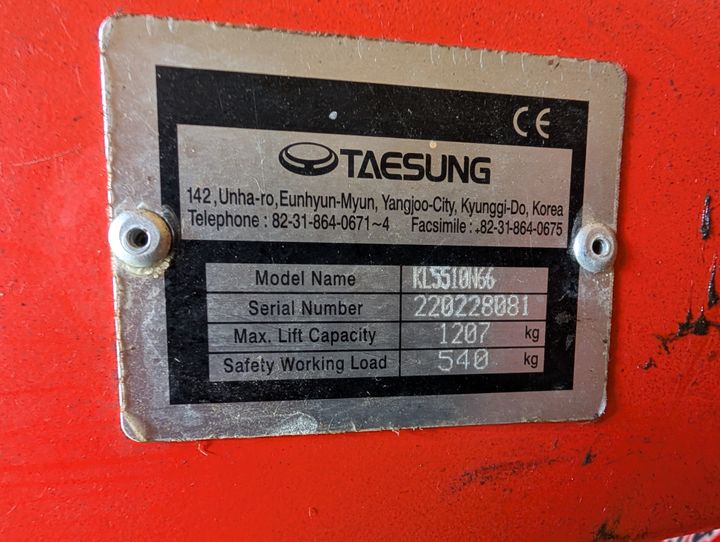 CE
TAESUNG
142 ,Unha-ro,Eunhyun-Myun, Yangjoo-City, Kyunggi-Do, Korea
Telephone : 82-31-864-0671~4 Facsimile : +82-31-864-0675
Model Name KL5510N66
Serial Number 220228081
Max. Lift Capacity 1207 kg
Safety Working Load 540 kg